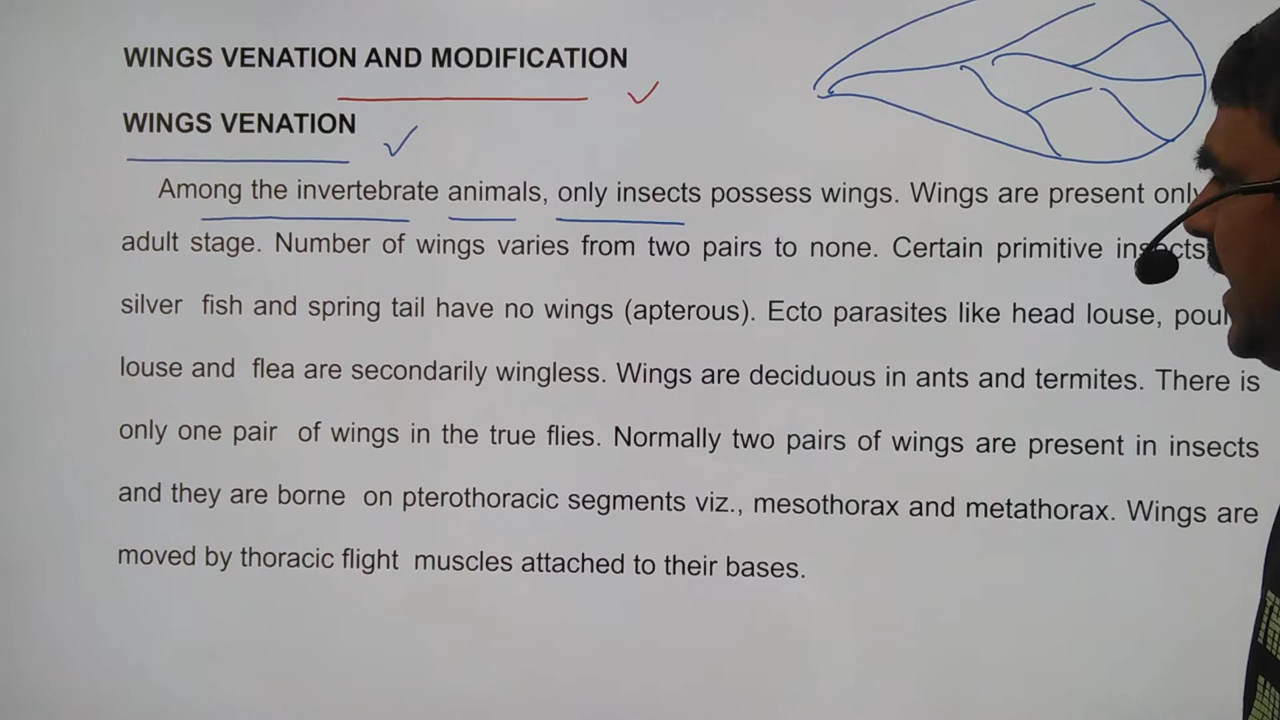 WINGS VENATION AND MODIFICATION
WINGS VENATION
Among the invertebrate animals, only insects possess wings. Wings are present
adult stage. Number of wings varies from two pairs to none. Certain primitive
silver fish and spring tail have no wings (apterous). Ecto parasites like head louse,
louse and flea are secondarily wingless. Wings are deciduous in ants and termites. There is
only one pair of wings in the true flies. Normally two pairs of wings are present in insects
and they are borne on pterothoracic segments viz., mesothorax and metathorax. Wings are
moved by thoracic flight muscles attached to their bases.